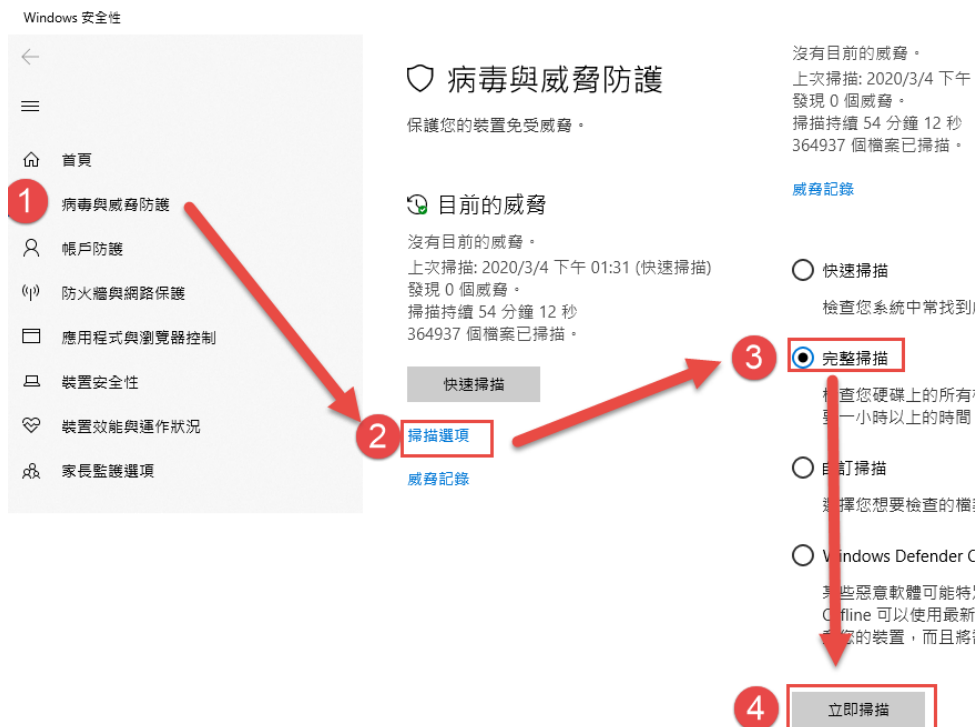 Windows 安全性
首頁
1
病毒與威脅防護
帳戶防護
防火牆與網路保護
應用程式與瀏覽器控制
裝置安全性
裝置效能與運作狀況
家長監護選項
病毒與威脅防護
保護您的裝置免受威脅。
目前的威脅
沒有目前的威脅。
上次掃描: 2020/3/4 下午 01:31 (快速掃描)
發現 0 個威脅。
掃描持續 54 分鐘 12 秒
364937 個檔案已掃描。
快速掃描
2
掃描選項
威脅記錄
沒有目前的威脅。
上次掃描: 2020/3/4 下午
發現 0 個威脅。
掃描持續 54 分鐘 12 秒
364937 個檔案已掃描。
威脅記錄
快速掃描
檢查您系統中常找到
3
完整掃描
查您硬碟上的所有
一小時以上的時間
訂掃描
擇您想要檢查的檔
indows Defender
些惡意軟體可能特
ffline 可以使用最新
您的裝置，而且將
4
立即掃描